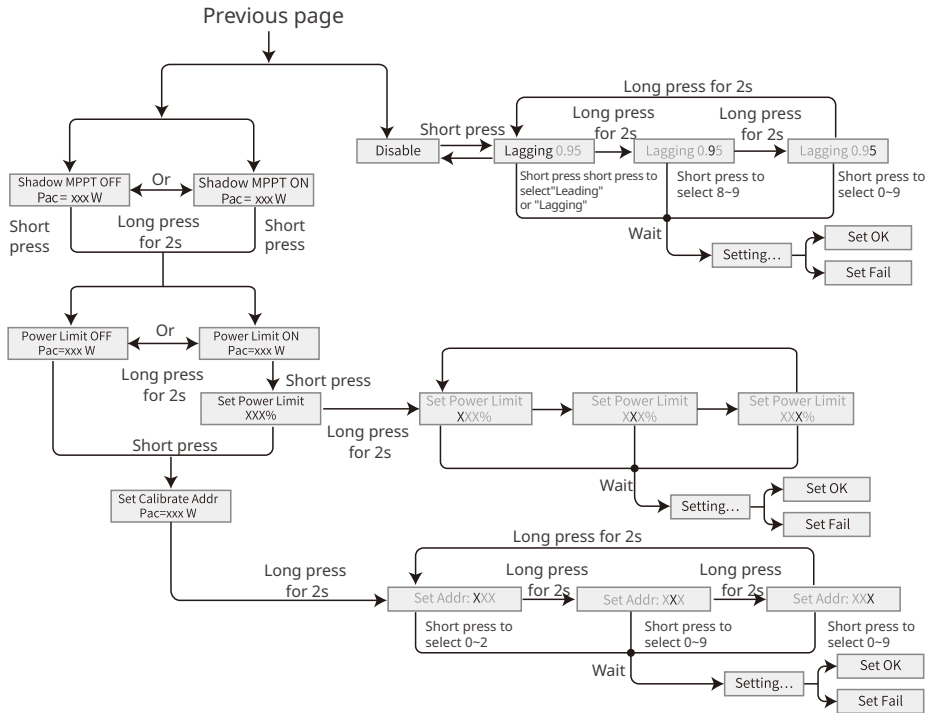 Previous page
Long press for 2s
Short press
Long press
for 2s
Long press
for 2s
Disable
Lagging 0.95
Lagging 0.95
Lagging 0.95
Short press short press to
select"Leading"
or "Lagging"
Short press to
select 8~9
Short press to
select 0~9
Shadow MPPT OFF
Pac= xxx W
Or
Shadow MPPT ON
Pac= xxx W
Short
press
Long press
for 2s
Short
press
Wait
Setting...
Set OK
Set Fail
Power Limit OFF
Pac=xxx W
Or
Power Limit ON
Pac=xxx W
Long press
for 2s
Short press
Set Power Limit
XXX%
Long press
for 2s
Set Power Limit
XXX%
Set Power Limit
XXX%
Set Power Limit
XXX%
Short press
Wait
Setting...
Set OK
Set Fail
Set Calibrate Addr
Pac=xxx W
Long press for 2s
Long press
for 2s
Long press
for 2s
Long press
for 2s
Set Addr: XXX
Set Addr: XXX
Set Addr: XXX
Short press to
select 0~2
Short press to
select 0~9
Short press to
select 0~9
Wait
Setting...
Set OK
Set Fail